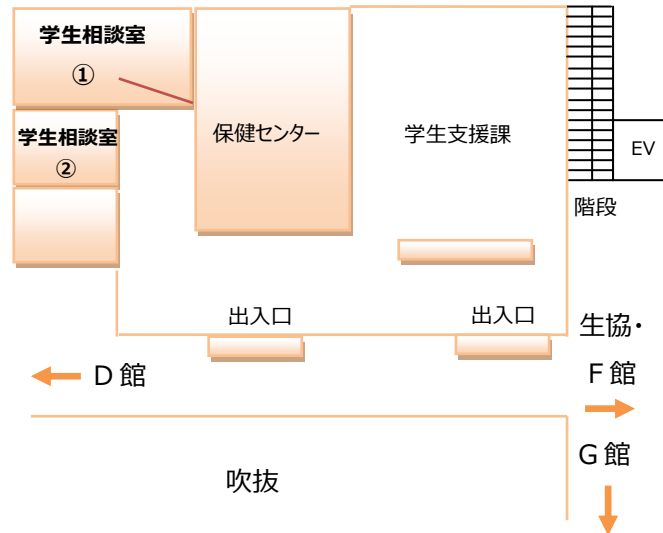 学生相談室
①
保健センター
学生支援課
学生相談室
②
EV
階段
出入口
出入口
生協・
D館
F館
G館
吹抜